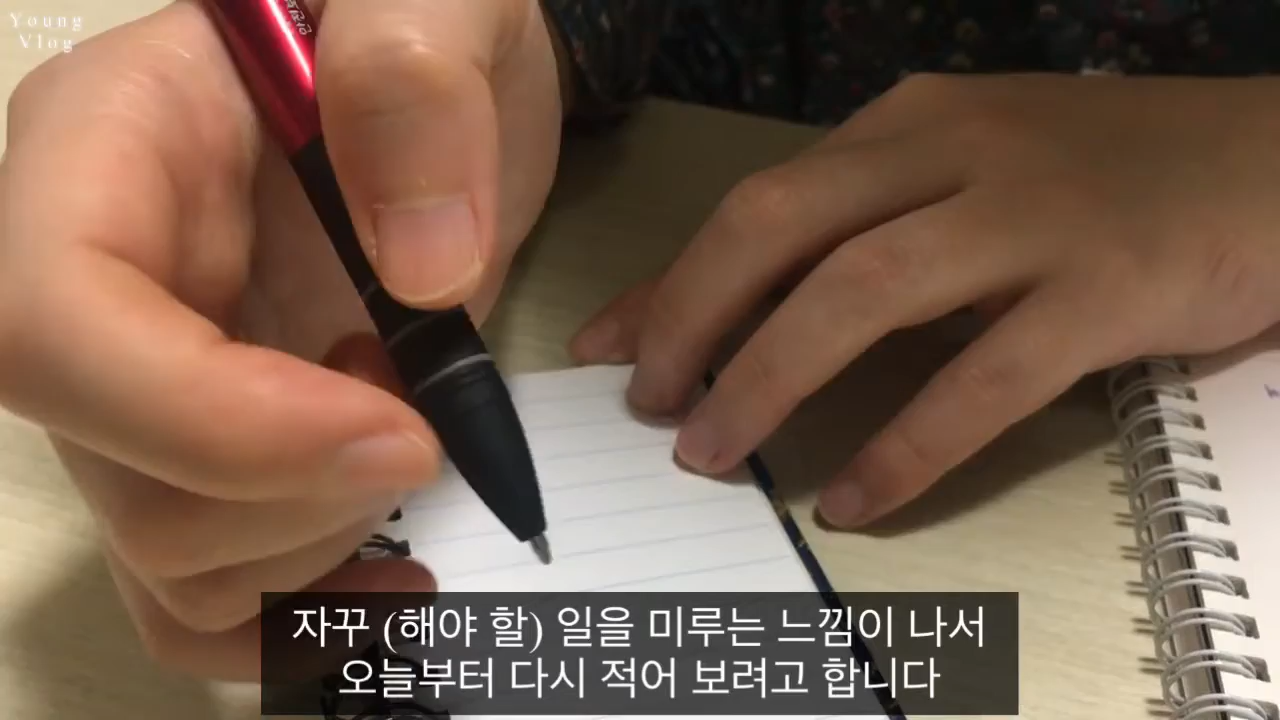 Young
Vlog
자꾸 (해야 할) 일을 미루는 느낌이 나서
오늘부터 다시 적어 보려고 합니다